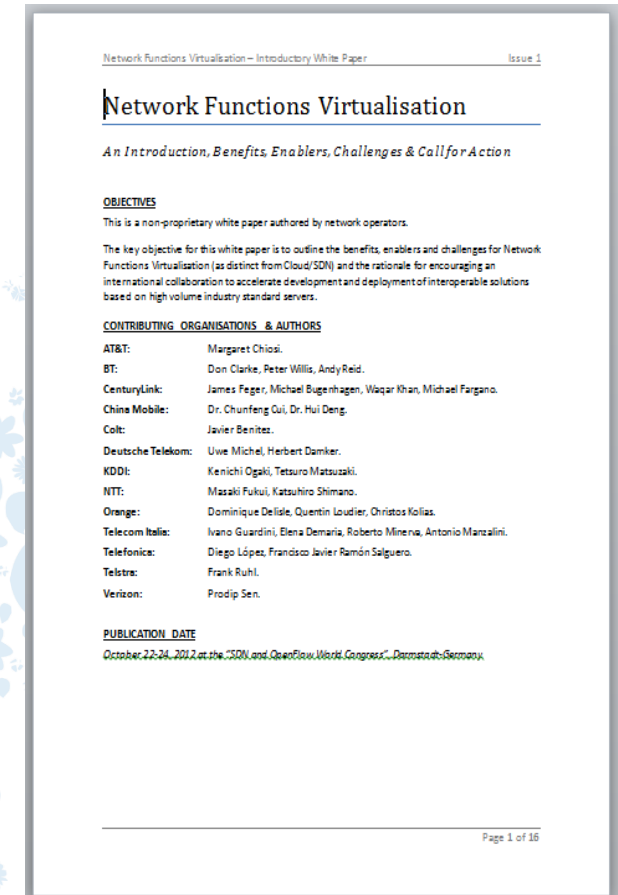 Network Functions Virtualisation – Introductory White Paper Issue 1
Network Functions Virtualisation
An Introduction, Benefits, Enablers, Challenges & Call for Action
OBJECTIVES
This is a non-proprietary white paper authored by network operators.
The key objective for this white paper is to outline the benefits, enablers and challenges for Network
Functions Virtualisation (as distinct from Cloud/SDN) and the rationale for encouraging an
international collaboration to accelerate development and deployment of interoperable solutions
based on high volume industry standard servers.
CONTRIBUTING ORGANISATIONS & AUTHORS
AT&T: Margaret Chiosi.
BT: Don Clarke, Peter Willis, Andy Reid.
CenturyLink: James Feger, Michael Bugenhagen, Waqar Khan, Michael Fargano.
China Mobile: Dr. Chunfeng Cui, Dr. Hui Deng.
Colt: Javier Benitez.
Deutsche Telekom: Uwe Michel, Herbert Damker.
KDDI: Kenichi Ogaki, Tetsuro Matsuzaki.
NTT: Masaki Fukui, Katsuhiro Shimano.
Orange: Dominique Delisle, Quentin Loudier, Christos Kolias.
Telecom Italia: Ivano Guardini, Elena Demaria, Roberto Minerva, Antonio Manzalini.
Telefonica: Diego López, Francisco Javier Ramón Salguero.
Telstra: Frank Ruhl.
Verizon: Prodip Sen.
PUBLICATION DATE
October 22-24, 2012 at the “SDN and OpenFlow World Congress”, Darmstadt-Germany.
Page 1 of 16